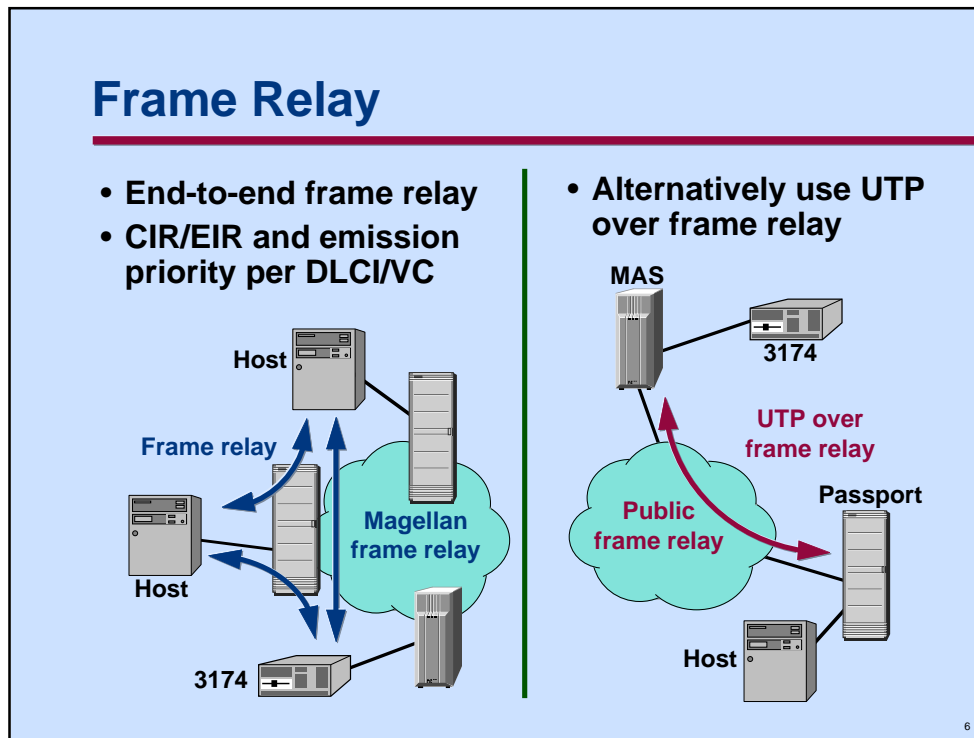 Frame Relay
• End-to-end frame relay
• CIR/EIR and emission
priority per DLCI/VC
Host
Frame relay
Magellan
frame relay
Host
3174
• Alternatively use UTP
over frame relay
MAS
3174
UTP over
frame relay
Public
frame relay
Passport
Host
6